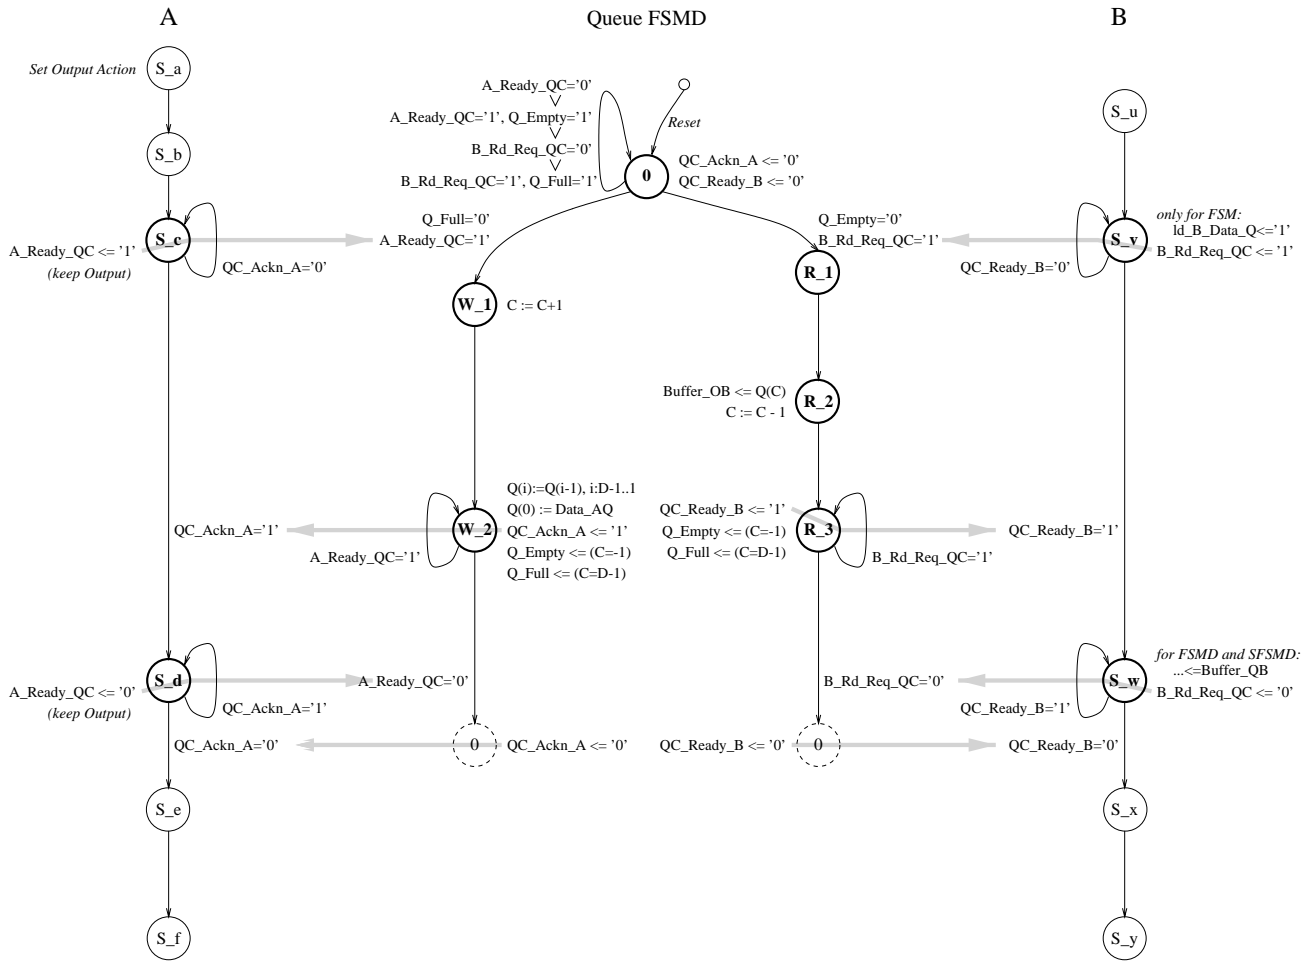 A
Queue FSMD
B
Set Output Action
S_a
S_b
S_c
A_Ready_QC <= '1'
(keep Output)
QC_Ackn_A='0'
A_Ready_QC='0'
A_Ready_QC='1', Q_Empty='1'
B_Rd_Req_QC='0'
B_Rd_Req_QC='1', Q_Full='1'
Reset
0
QC_Ackn_A <= '0'
QC_Ready_B <= '0'
Q_Full='0'
A_Ready_QC='1'
Q_Empty='0'
B_Rd_Req_QC='1'
S_u
S_v
only for FSM:
ld_B_Data_Q<='1'
B_Rd_Req_QC <= '1'
QC_Ready_B='0'
W_1
C := C+1
R_1
Buffer_OB <= Q(C)
C := C - 1
R_2
QC_Ackn_A='1'
A_Ready_QC='1'
W_2
Q(i):=Q(i-1), i:D-1..1
Q(0) := Data_AQ
QC_Ackn_A <= '1'
Q_Empty <= (C=-1)
Q_Full <= (C=D-1)
QC_Ready_B <= '1'
Q_Empty <= (C=-1)
Q_Full <= (C=D-1)
R_3
B_Rd_Req_QC='1'
QC_Ready_B='1'
S_d
A_Ready_QC <= '0'
(keep Output)
QC_Ackn_A='1'
A_Ready_QC='0'
QC_Ackn_A='0'
0
QC_Ackn_A <= '0'
B_Rd_Req_QC='0'
QC_Ready_B='1'
S_w
for FSMD and SFSMD:
...<=Buffer_QB
B_Rd_Req_QC <= '0'
QC_Ready_B <= '0'
0
QC_Ready_B='0'
S_e
S_f
S_x
S_y